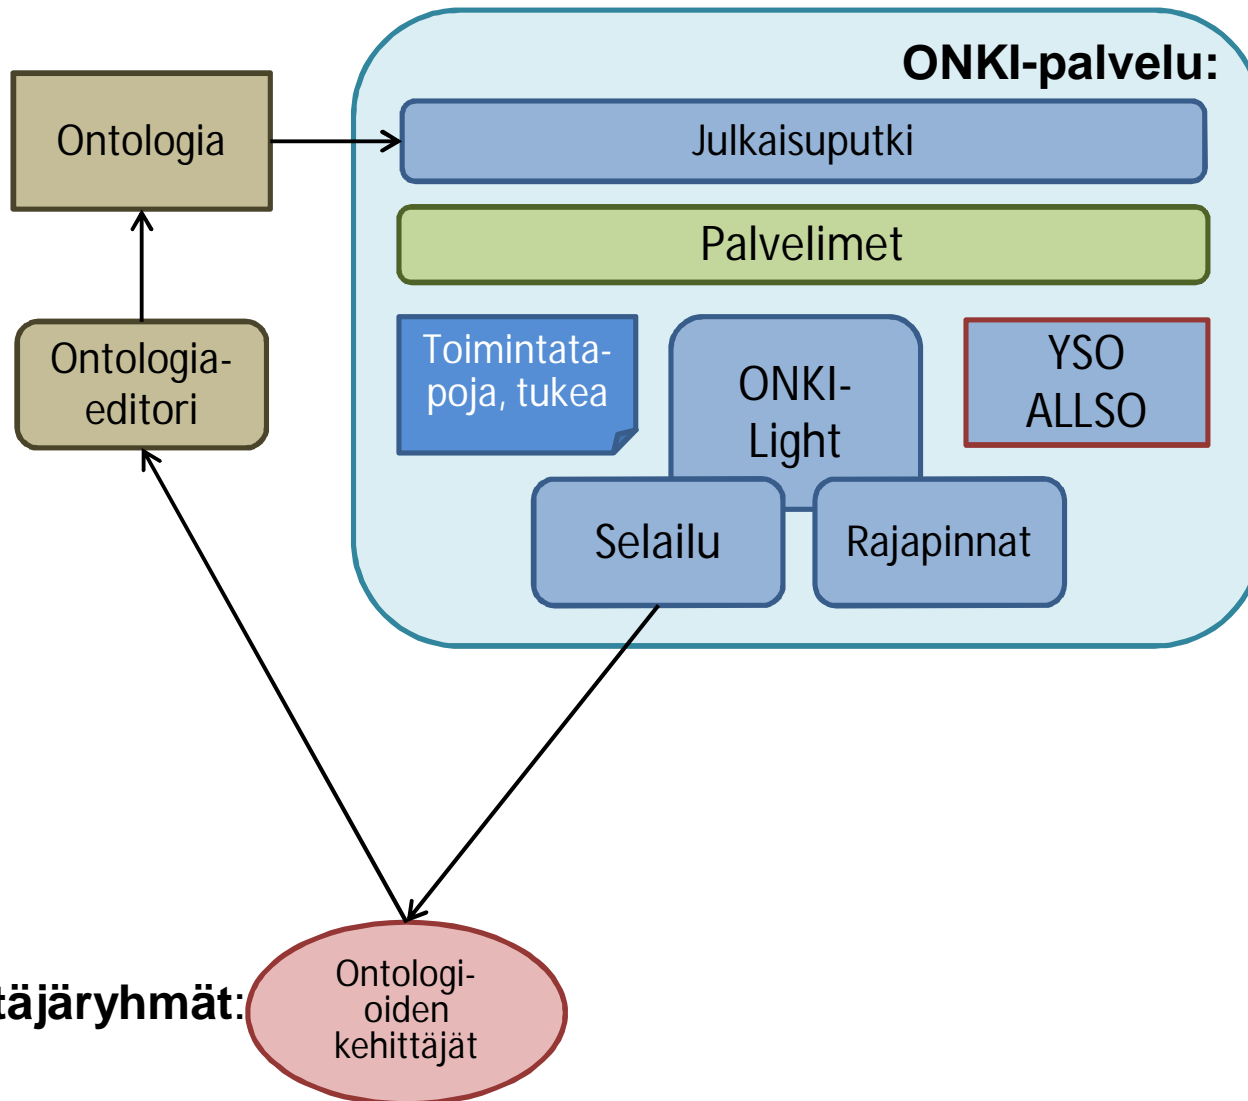 ONKI-palvelu:
Ontologia
Julkaisuputki
Palvelimet
Ontologia-
editori
Toimintata-
poja, tukea
ONKI-
Light
YSO
ALLSO
Selailu
Rajapinnat
täjäryhmät:
Ontologi-
oiden
kehittäjät